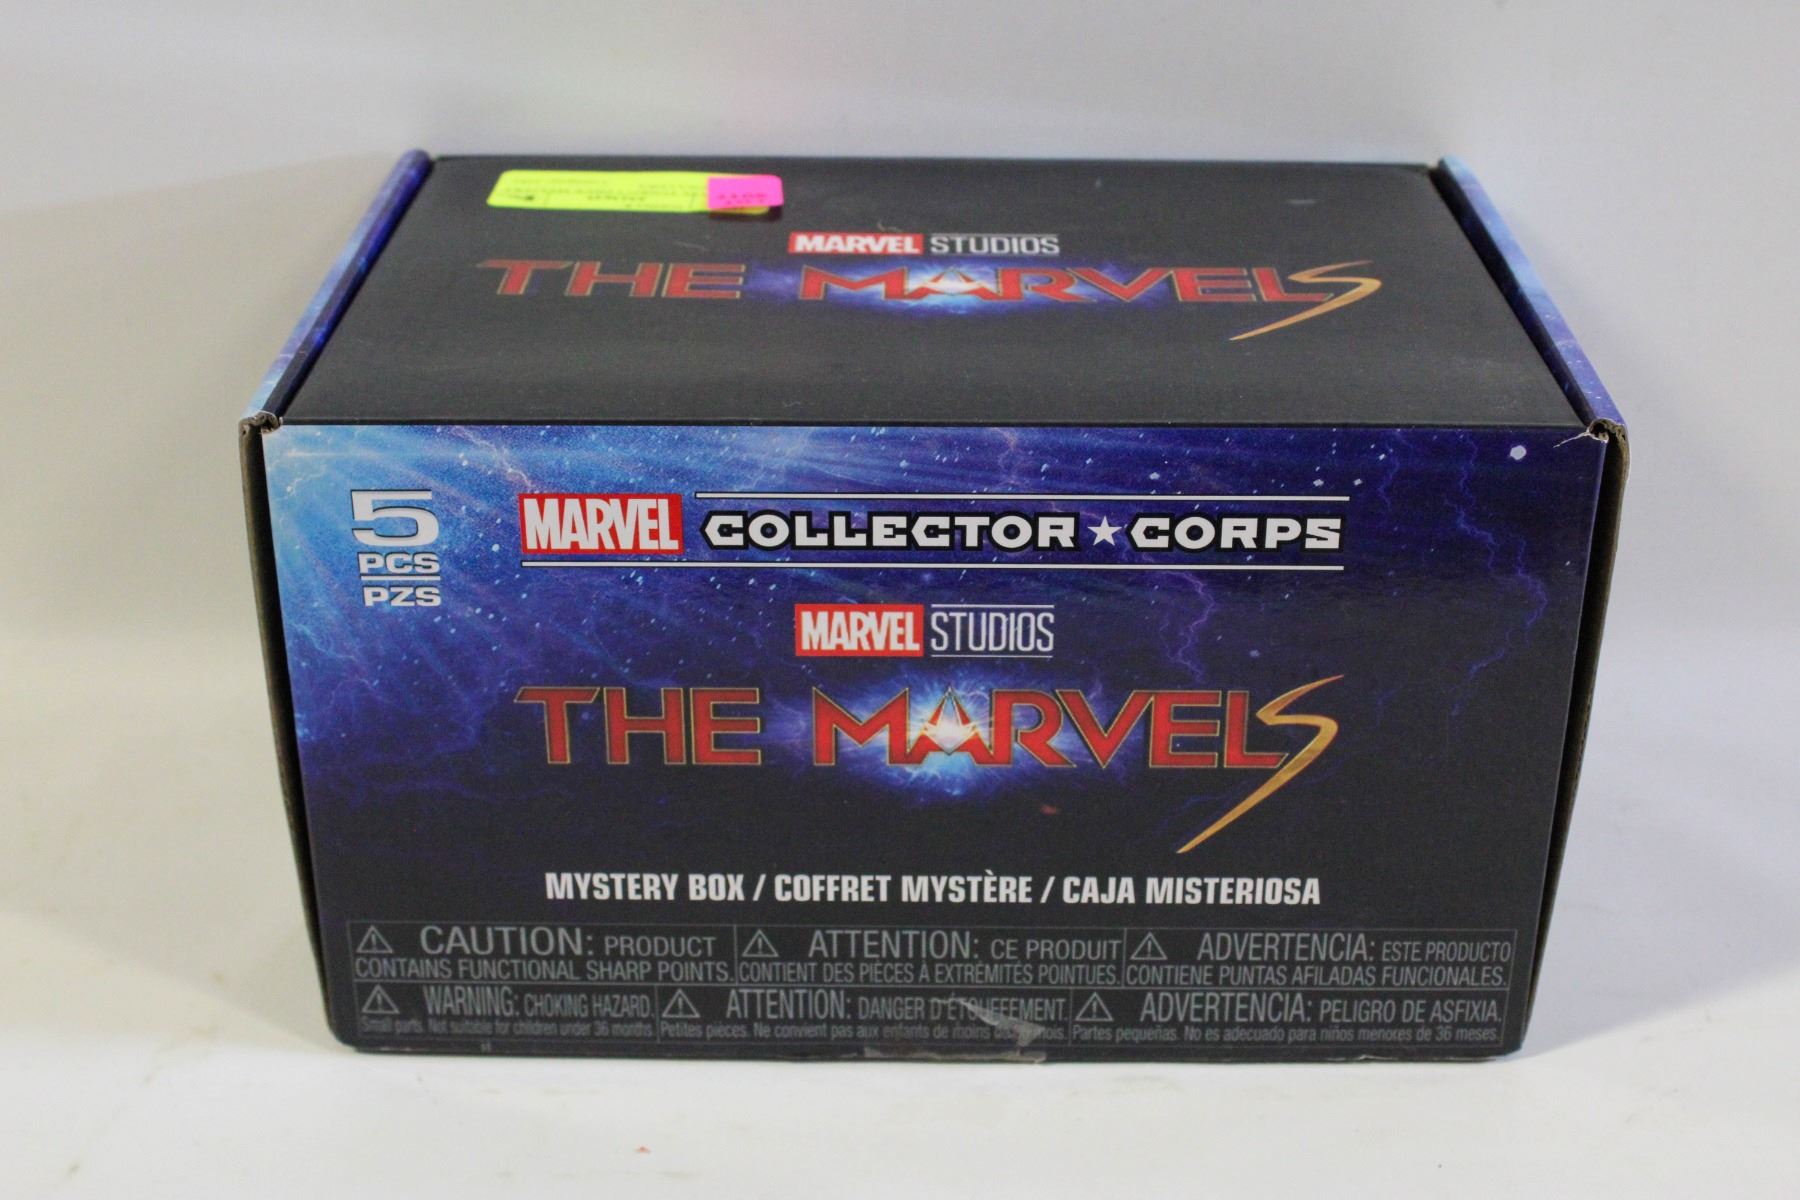 MARVEL STUDIOS
THE MARVELS
5
PCS
PZS
MARVEL COLLECTOR★CORPS
MARVEL STUDIOS
THE MARVELS
MYSTERY BOX / COFFRET MYSTÈRE / CAJA MISTERIOSA
CAUTION: PRODUCT
CONTAINS FUNCTIONAL SHARP POINTS.
ATTENTION: CE PRODUIT
CONTIENT DES PIÈCES À EXTRÉMITÉS POINTUES.
ADVERTENCIA: ESTE PRODUCTO
CONTIENE PUNTAS AFILADAS FUNCIONALES.
WARNING: CHOKING HAZARD.
Small parts. Not suitable for children under 36 months
ATTENTION: DANGER D'ÉTOUFFEMENT.
Petites pièces. Ne convient pas aux enfants de moins mois.
ADVERTENCIA: PELIGRO DE ASFIXIA.
Partes pequeñas. No es adecuado para niños menores de 36 meses.